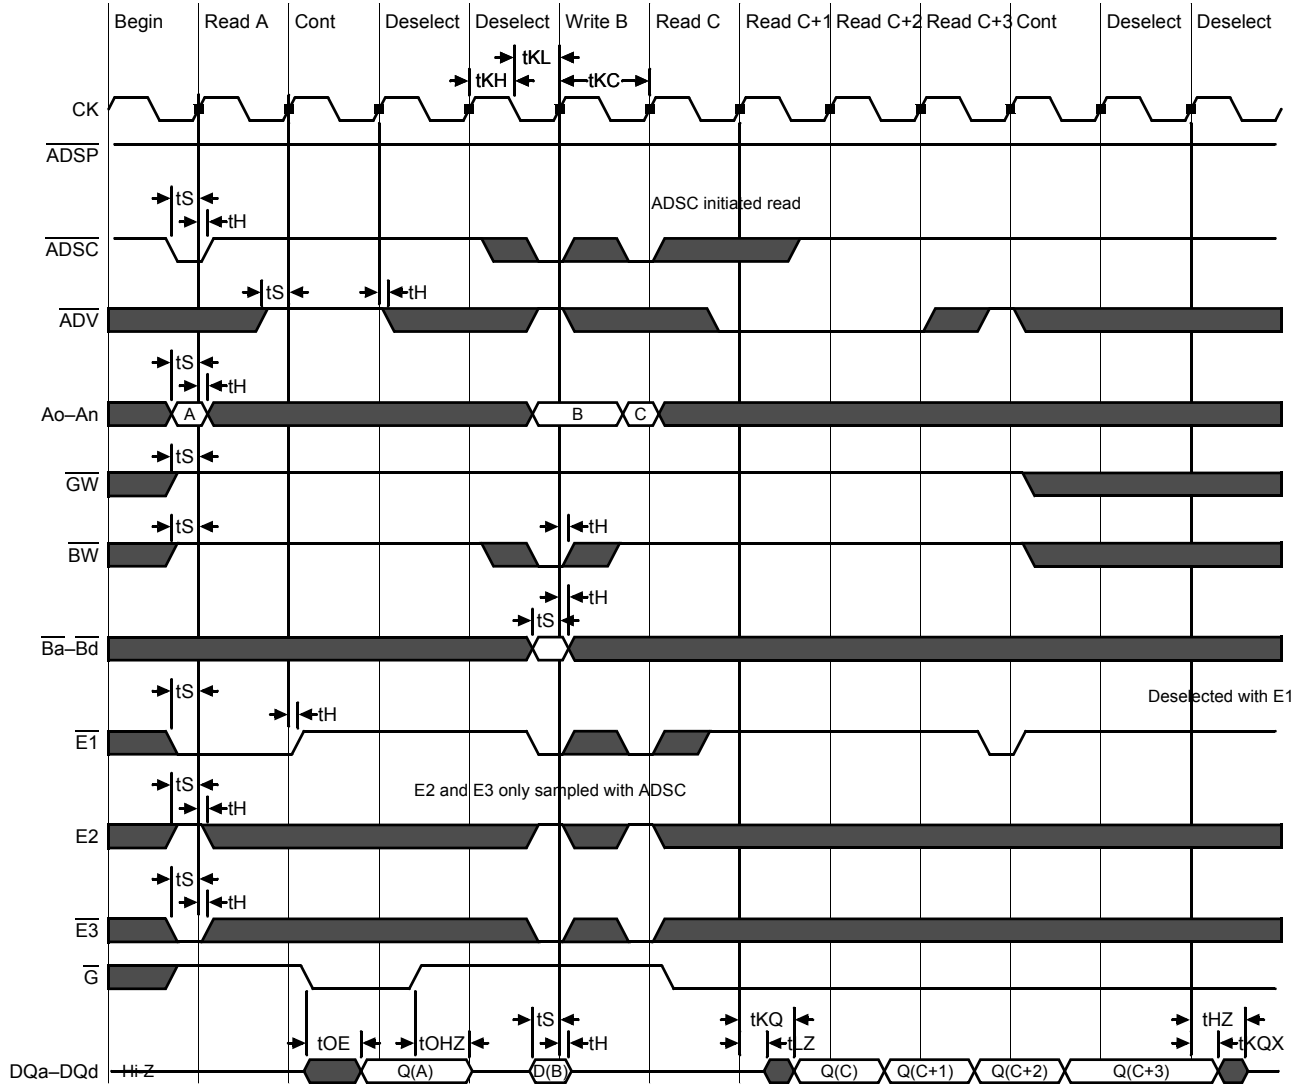 Begin Read A Cont Deselect Deselect Write B Read C Read C+1 Read C+2 Read C+3 Cont Deselect Deselect
tKL
tKH tKC
CK
ADSP
tS
tH
ADSC initiated read
ADSC
tS tH
ADV
tS
tH
Ao–An A B C
tS
GW
tS tH
BW
tH
tS
Ba–Bd
tS
Deselected with E1
tH
E1
tS
E2 and E3 only sampled with ADSC
tH
E2
tS
tH
E3
G
tS tKQ tHZ
tOE tOHZ tH tLZ tKQX
DQa–DQd Hi-Z Q(A) D(B) Q(C) Q(C+1) Q(C+2) Q(C+3)